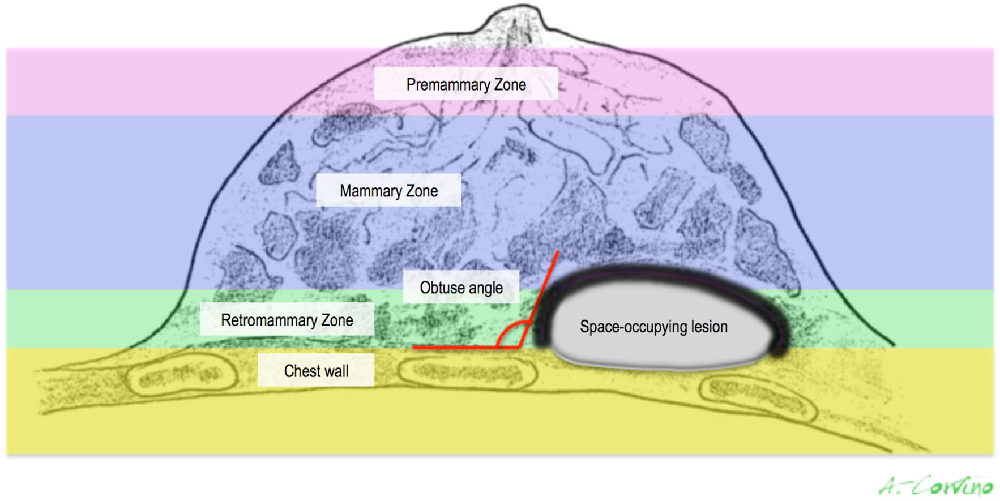 Premammary Zone
Mammary Zone
Obtuse angle
Retromammary Zone
Space-occupying lesion
Chest wall
A. Corvino